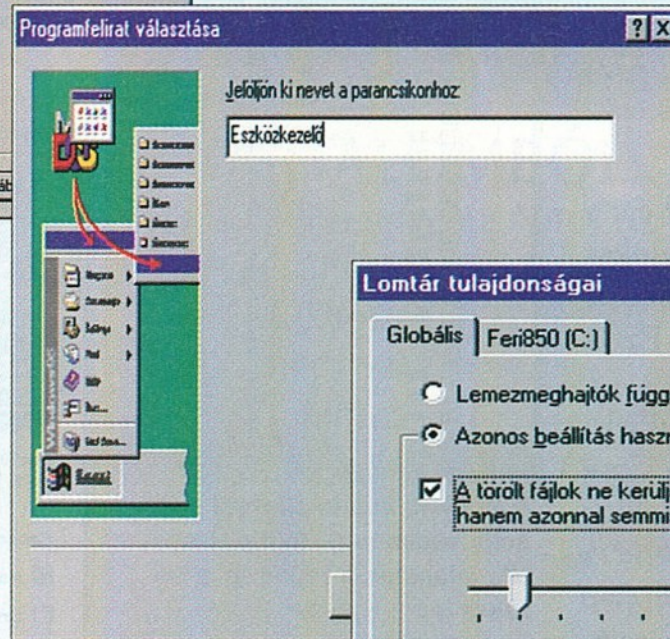 Programfelirat választása
Jelöljön ki nevet a parancsikonhoz:
Eszközkezelő
Lomtár tulajdonságai
Globális
Feri850 (C:)
Lemezmeghajtók függ
Azonos beállítás haszn
A törölt fájlok ne kerülj
hanem azonnal semmi